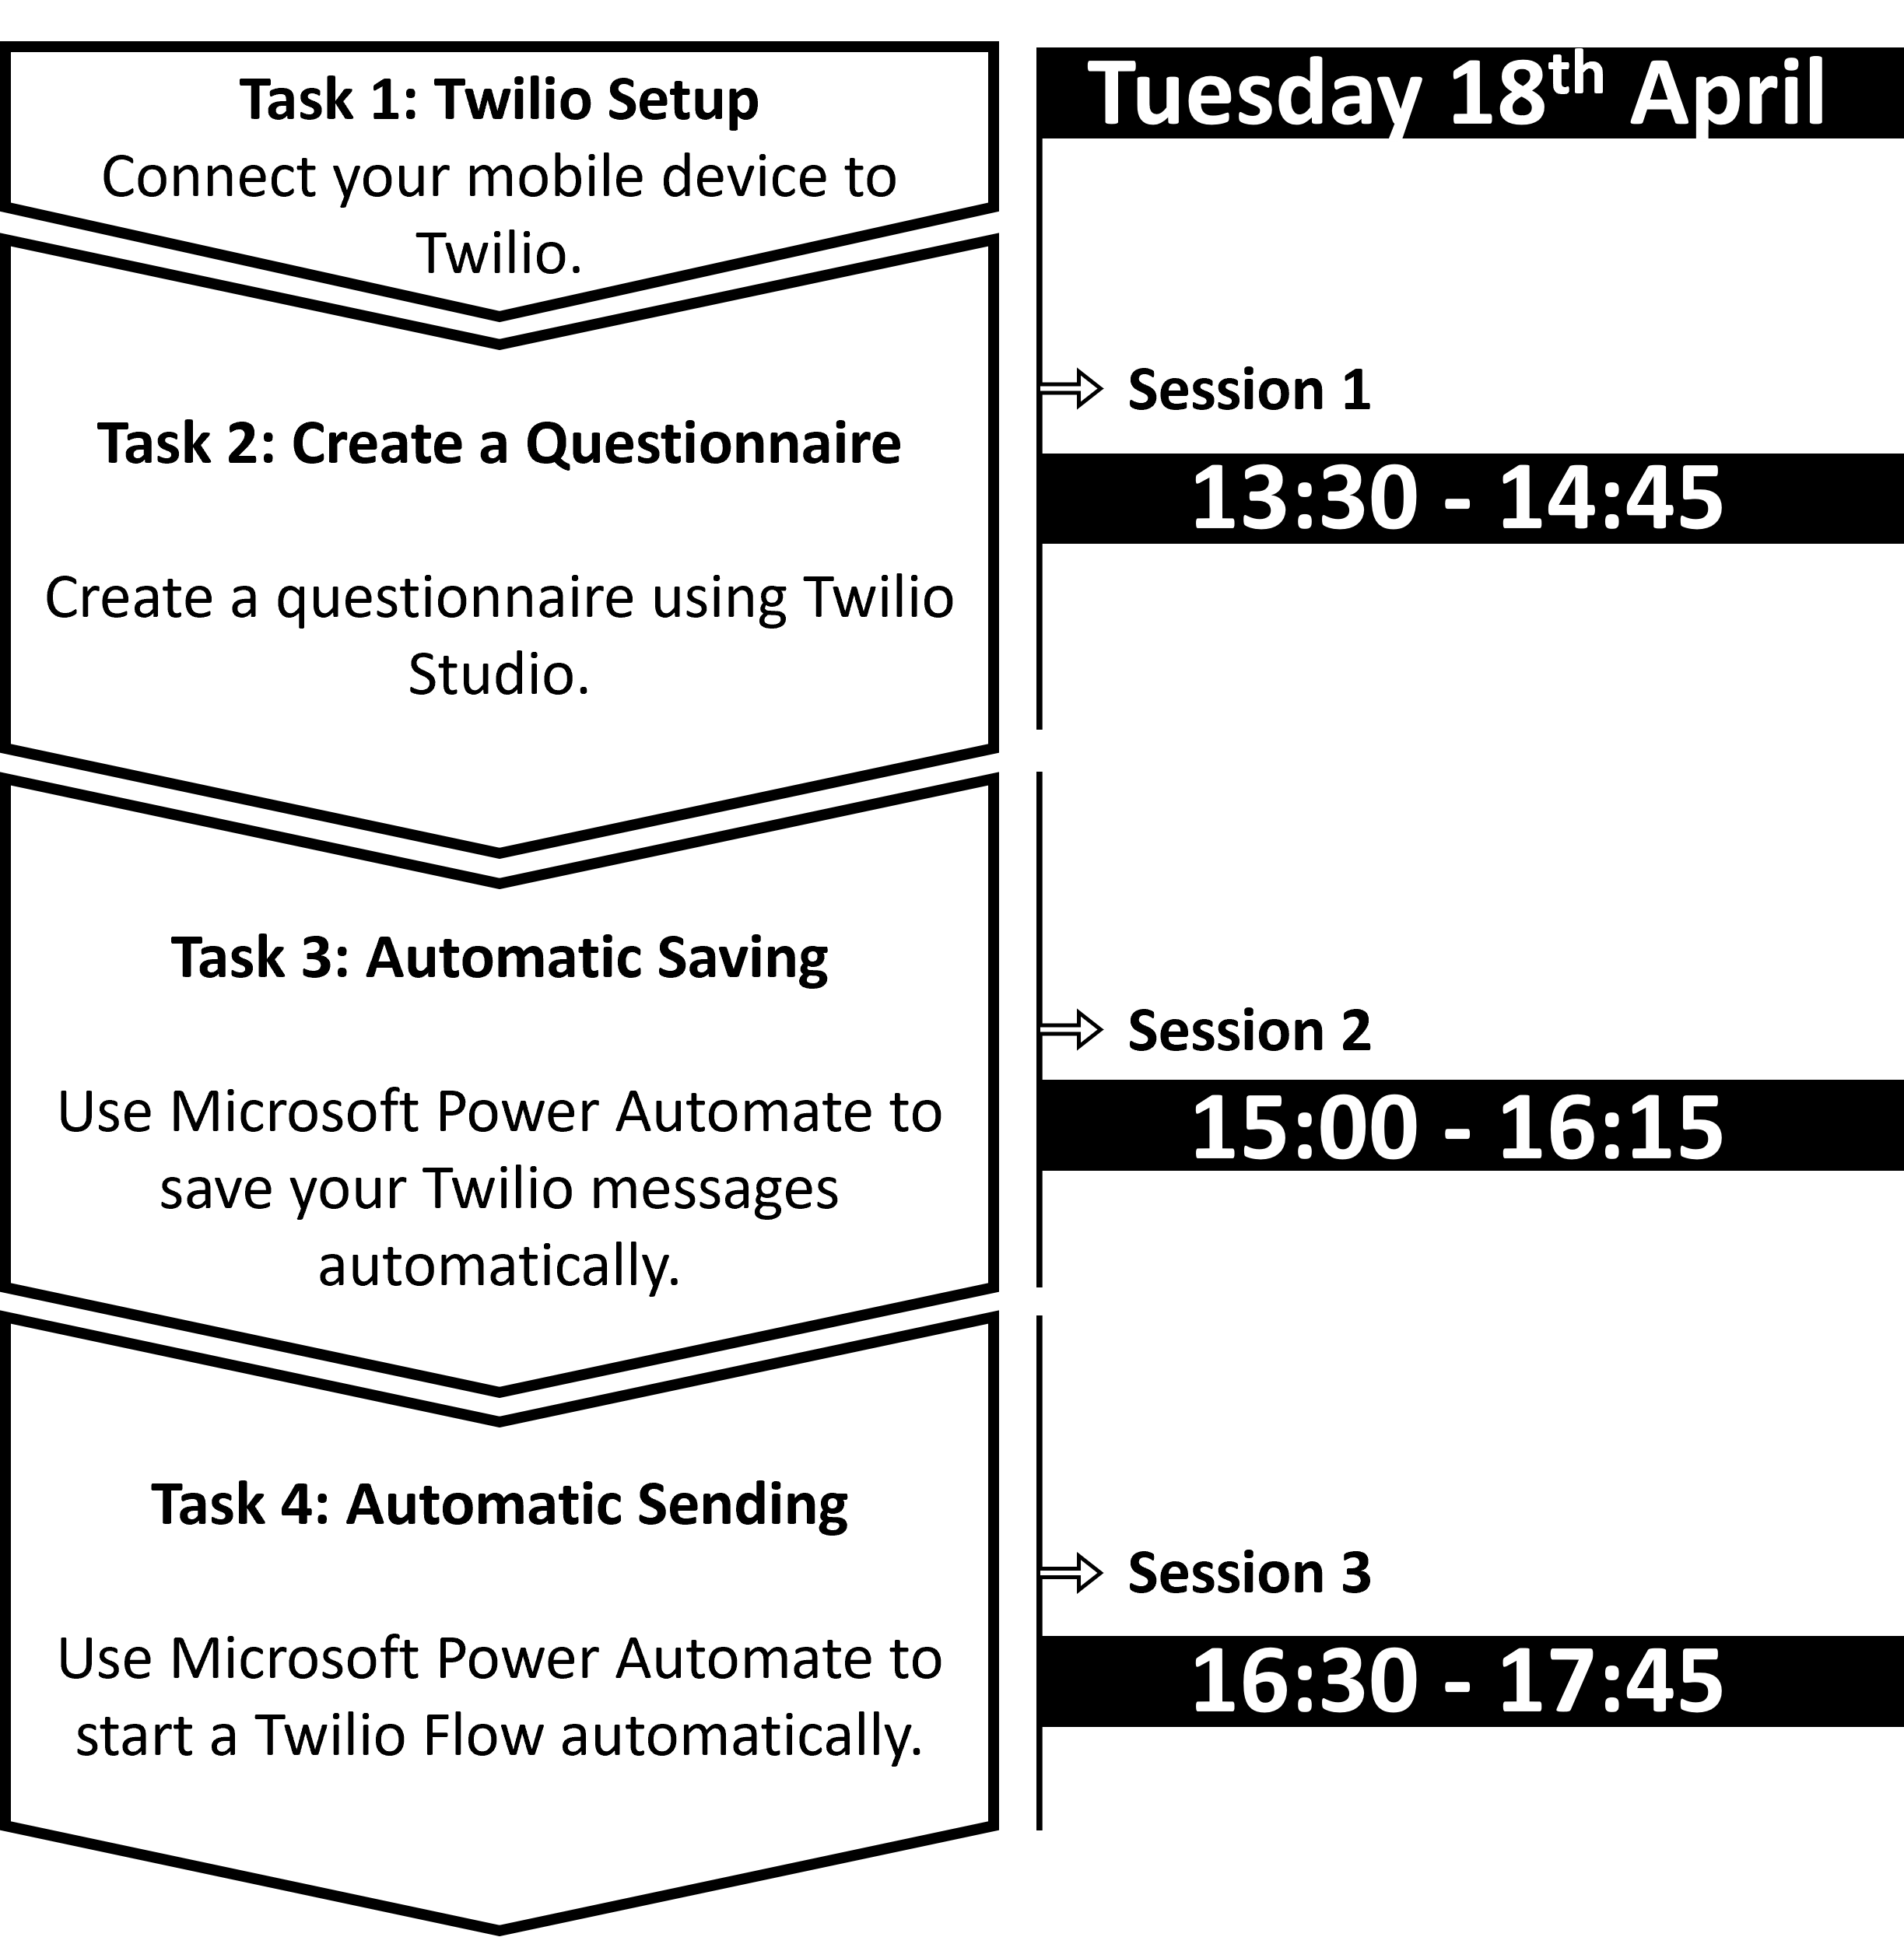 Task 1: Twilio Setup
Connect your mobile device to
Twilio.
Task 2: Create a Questionnaire
Create a questionnaire using Twilio
Studio.
Task 3: Automatic Saving
Use Microsoft Power Automate to
save your Twilio messages
automatically.
Task 4: Automatic Sending
Use Microsoft Power Automate to
start a Twilio Flow automatically.
Tuesday 18th April
Session 1
13:30 - 14:45
Session 2
15:00 - 16:15
Session 3
16:30 - 17:45